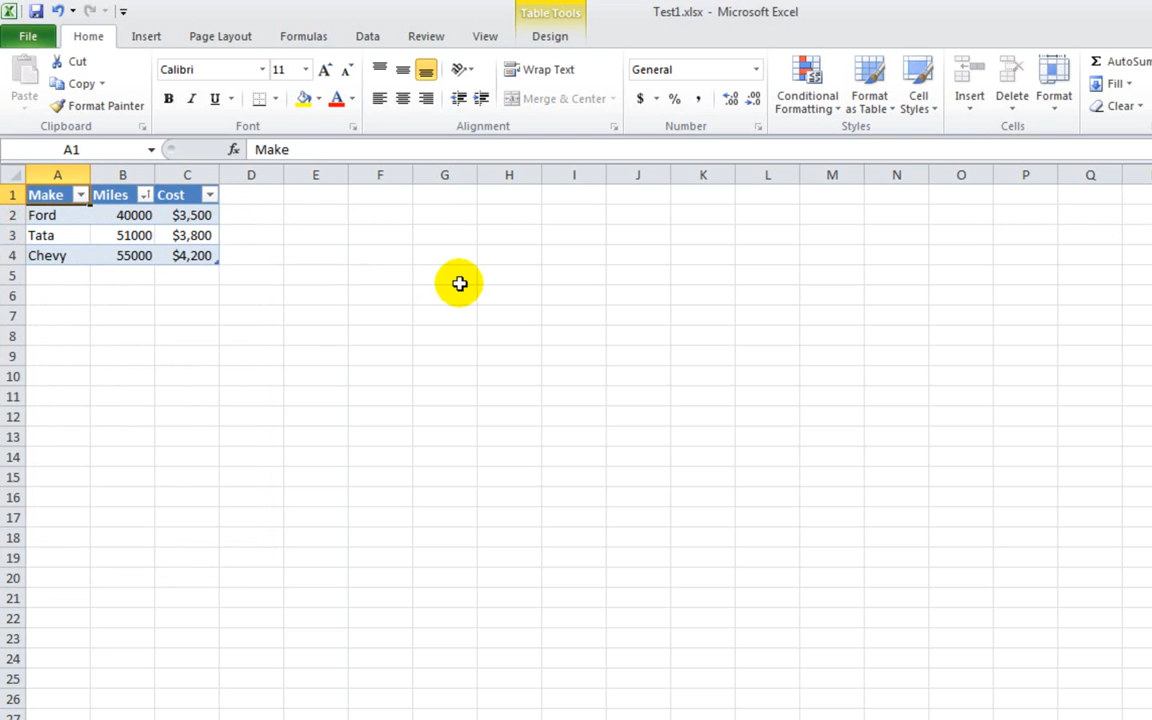 Table Tools
Test1.xlsx - Microsoft Excel
File Home Insert Page Layout Formulas Data Review View Design
Paste
Cut
Copy
Format Painter
Clipboard
Calibri 11
B I U A
Font
Wrap Text
Merge & Center
Alignment
General
$ % ,
Number
Conditional Formatting
Format as Table
Cell Styles
Styles
Insert
Delete
Format
Cells
Σ AutoSum
Fill
Clear
A1 fx Make
A B C D E F G H I J K L M N O P Q
1 Make Miles Cost
2 Ford 40000 $3,500
3 Tata 51000 $3,800
4 Chevy 55000 $4,200
5
6
7
8
9
10
11
12
13
14
15
16
17
18
19
20
21
22
23
24
25
26
27